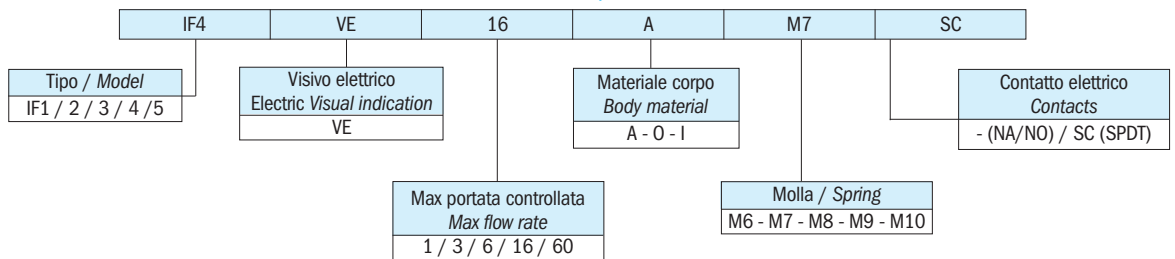 IF4 VE 16 A M7 SC
Tipo / Model
IF1 / 2 / 3 / 4 /5
Visivo elettrico
Electric Visual indication
VE
Materiale corpo
Body material
A - O - I
Contatto elettrico
Contacts
- (NA/NO) / SC (SPDT)
Max portata controllata
Max flow rate
1 / 3 / 6 / 16 / 60
Molla / Spring
M6 - M7 - M8 - M9 - M10